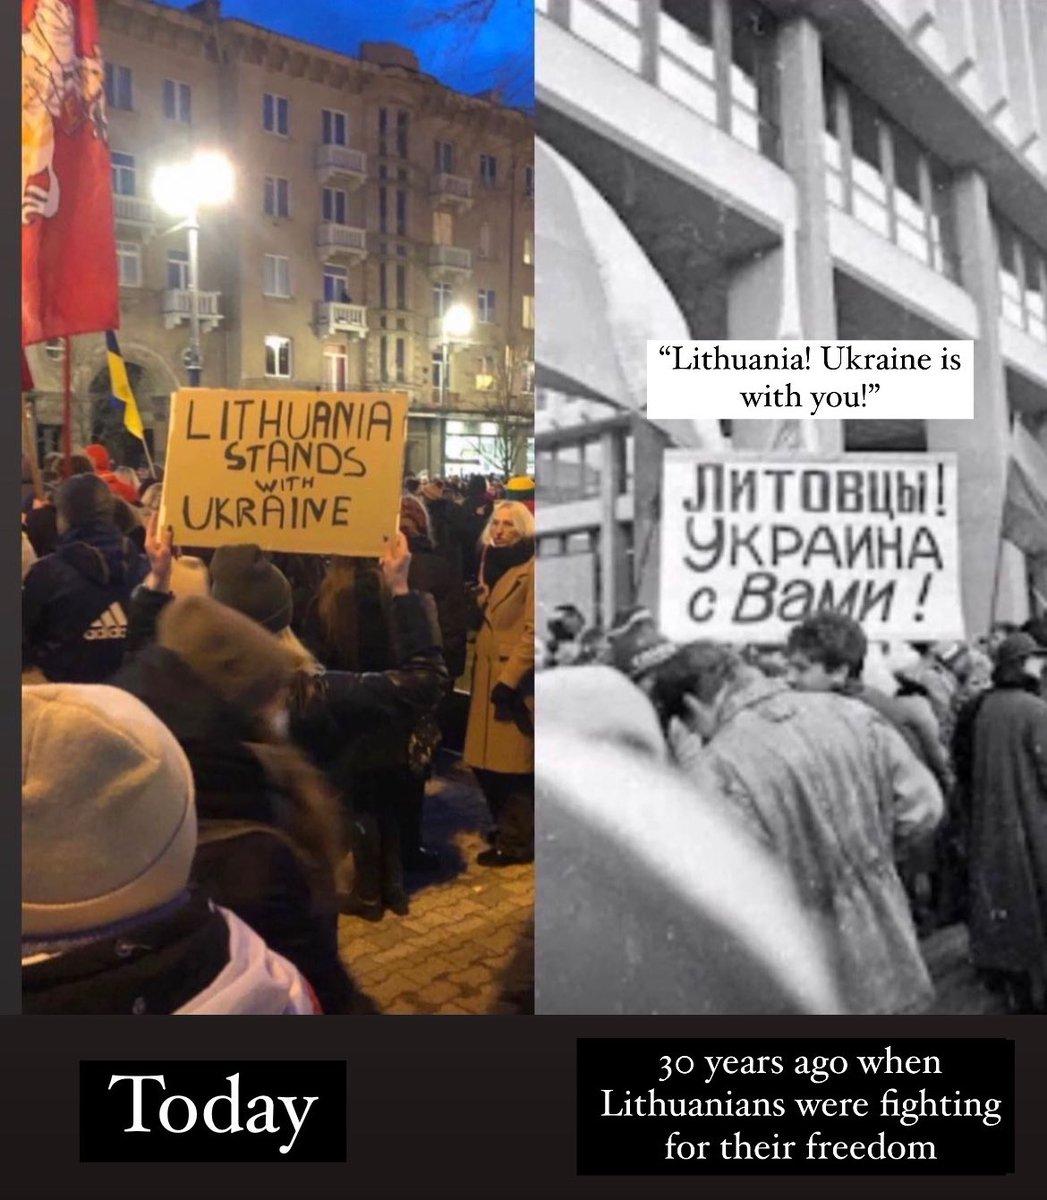 LITHUANIA
STANDS
WITH
UKRAINE
adidas
“Lithuania! Ukraine is
with you!”
ЛИТОВЦЫ!
УКРАИНА
с Вами!
Today
30 years ago when
Lithuanians were fighting
for their freedom